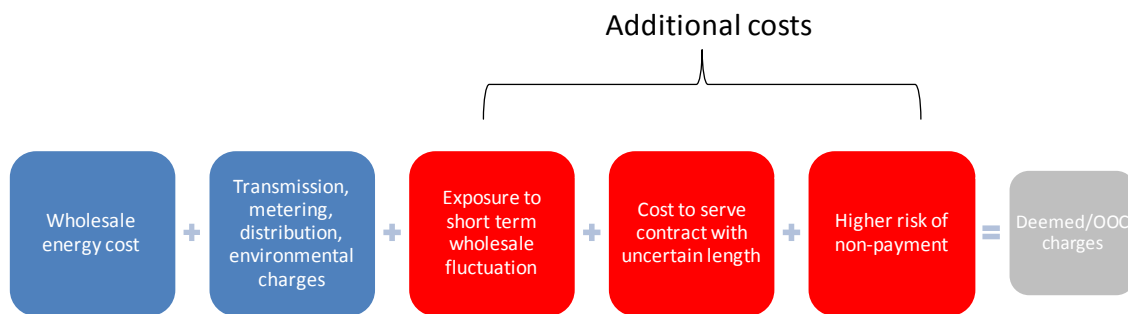 Additional costs
Wholesale
energy cost
+
Transmission,
metering,
distribution,
environmental
charges
+
Exposure to
short term
wholesale
fluctuation
+
Cost to serve
contract with
uncertain length
+
Higher risk of
non-payment
=
Deemed/OOC
charges